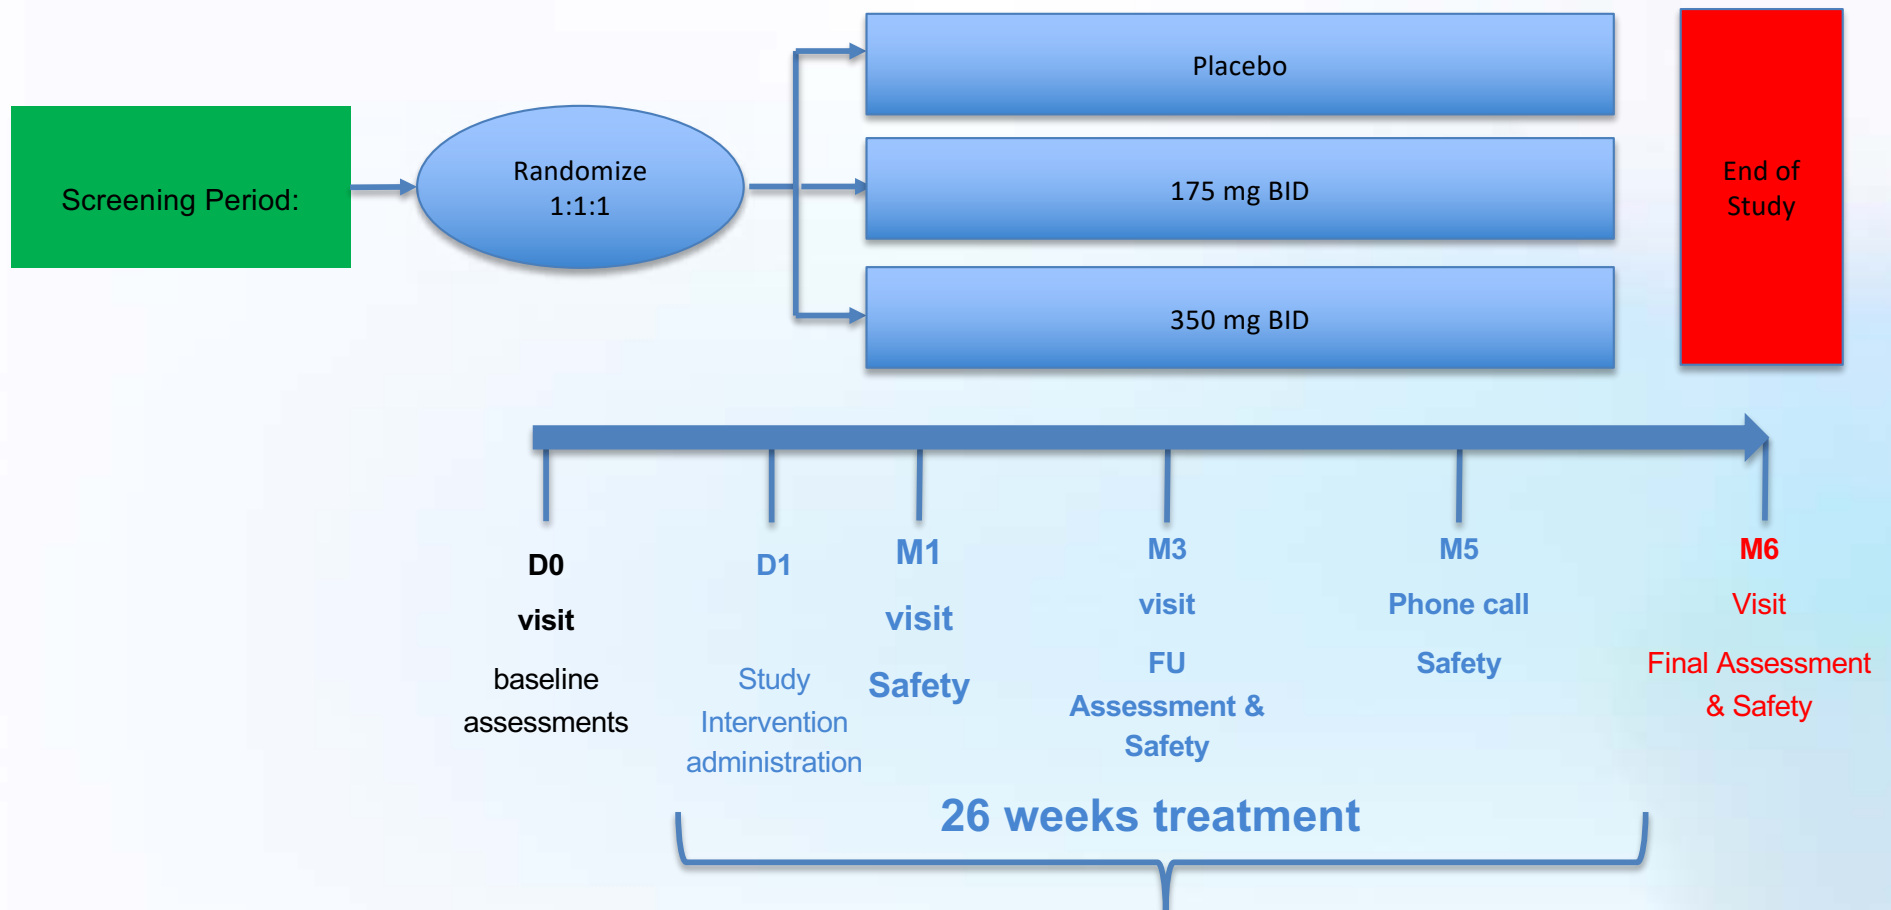 Placebo
Screening Period:
Randomize
1:1:1
175 mg BID
350 mg BID
End of
Study
D0
visit
baseline
assessments
D1
Study
Intervention
administration
M1
visit
Safety
M3
visit
FU
Assessment &
Safety
M5
Phone call
Safety
M6
Visit
Final Assessment
& Safety
26 weeks treatment